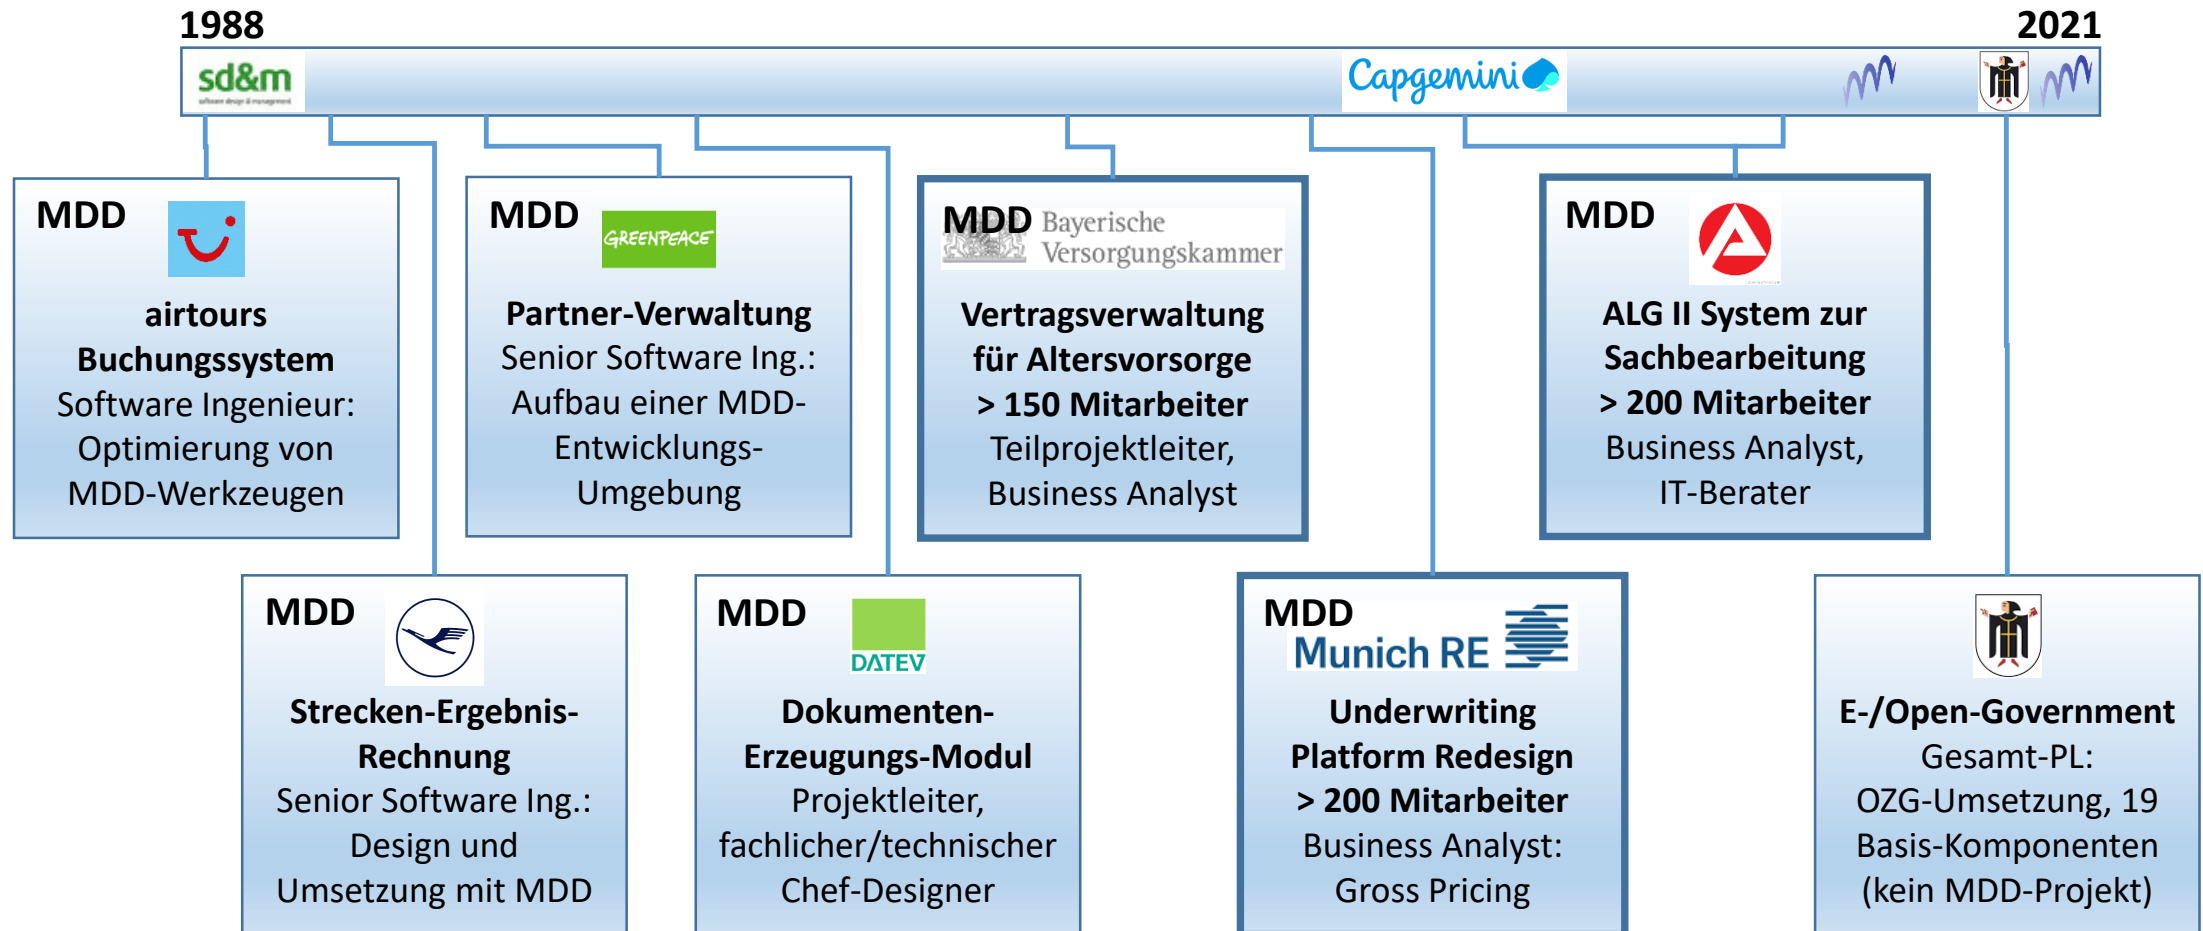 1988
2021
sd&m
software design & management
Capgemini
MDD
airtours
Buchungssystem
Software Ingenieur:
Optimierung von
MDD-Werkzeugen
MDD
GREENPEACE
Partner-Verwaltung
Senior Software Ing.:
Aufbau einer MDD-
Entwicklungs-
Umgebung
MDD
Bayerische
Versorgungskammer
Vertragsverwaltung
für Altersvorsorge
> 150 Mitarbeiter
Teilprojektleiter,
Business Analyst
MDD
ALG II System zur
Sachbearbeitung
> 200 Mitarbeiter
Business Analyst,
IT-Berater
MDD
Strecken-Ergebnis-
Rechnung
Senior Software Ing.:
Design und
Umsetzung mit MDD
MDD
DATEV
Dokumenten-
Erzeugungs-Modul
Projektleiter,
fachlicher/technischer
Chef-Designer
MDD
Munich RE
Underwriting
Platform Redesign
> 200 Mitarbeiter
Business Analyst:
Gross Pricing
E-/Open-Government
Gesamt-PL:
OZG-Umsetzung, 19
Basis-Komponenten
(kein MDD-Projekt)